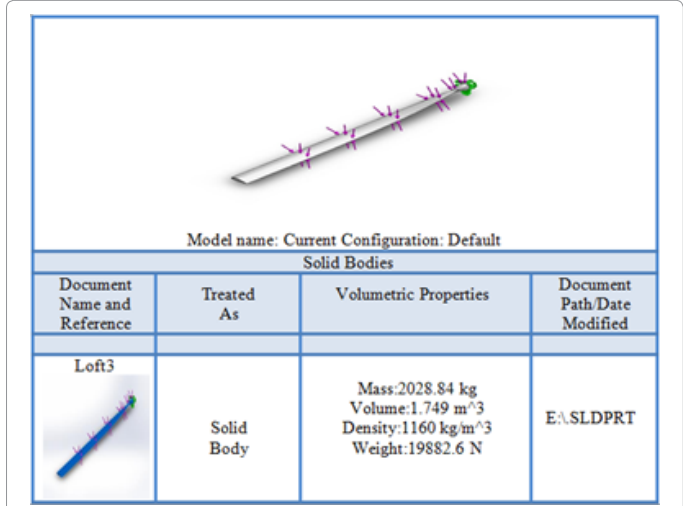 Model name: Current Configuration: Default
Solid Bodies
Document
Name and
Reference
Treated
As
Volumetric Properties
Document
Path/Date
Modified
Loft3
Solid
Body
Mass:2028.84 kg
Volume:1.749 m^3
Density:1160 kg/m^3
Weight:19882.6 N
E:\.SLDPRT